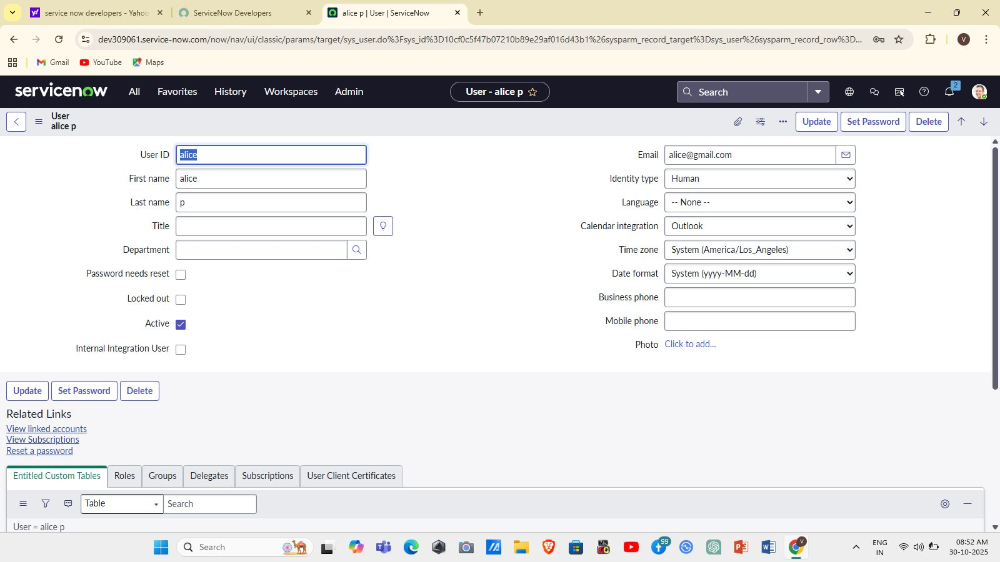 service now developers - Yahoo
ServiceNow Developers
alice p | User | ServiceNow
dev309061.service-now.com/now/nav/ui/classic/params/target/sys_user.do%3Fsys_id%3D10cf0c5f47b07210b89e29af016d43b1%26sysparm_record_target%3Dsys_user%26sysparm_record_row%3D...
V
Gmail
YouTube
Maps
servicenow
All
Favorites
History
Workspaces
Admin
User - alice p
Search
2
User
alice p
Update
Set Password
Delete
User ID
alice
First name
alice
Last name
p
Title
Department
Password needs reset
Locked out
Active
Internal Integration User
Email
alice@gmail.com
Identity type
Human
Language
-- None --
Calendar integration
Outlook
Time zone
System (America/Los_Angeles)
Date format
System (yyyy-MM-dd)
Business phone
Mobile phone
Photo
Click to add...
Update
Set Password
Delete
Related Links
View linked accounts
View Subscriptions
Reset a password
Entitled Custom Tables
Roles
Groups
Delegates
Subscriptions
User Client Certificates
Table
Search
User = alice p
Search
99
V
ENG
IN
08:52 AM
30-10-2025